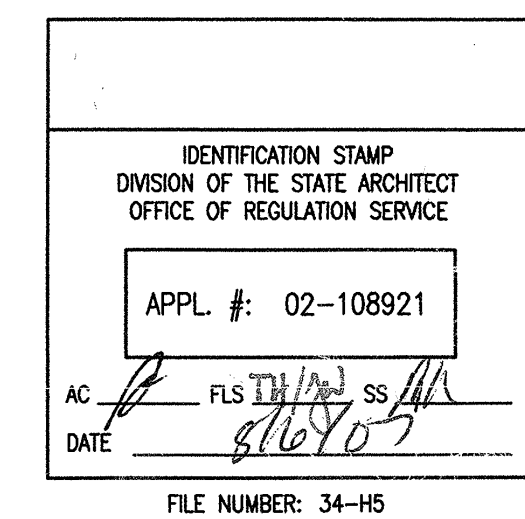 IDENTIFICATION STAMP
DIVISION OF THE STATE ARCHITECT
OFFICE OF REGULATION SERVICE
APPL. #: 02-108921
AC FLS SS
DATE
FILE NUMBER: 34-H5